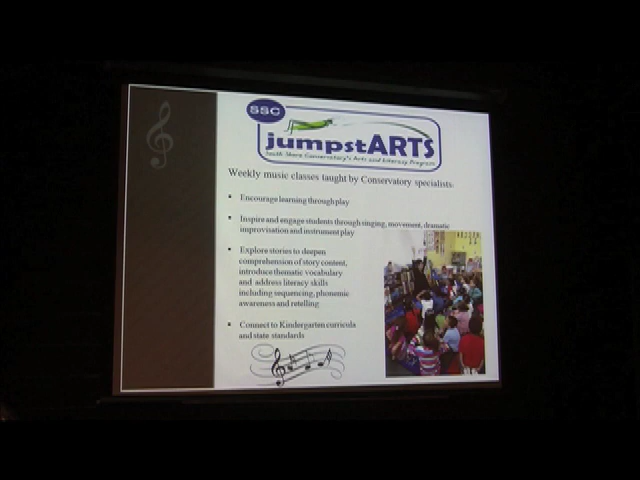 SSC
jumpstARTS
South Shore Conservatory's Arts and Literacy Program
Weekly music classes taught by Conservatory specialists.
▪ Encourage learning through play
▪ Inspire and engage students through singing, movement, dramatic
improvisation and instrument play
▪ Explore stories to deepen
comprehension of story content,
introduce thematic vocabulary
and address literacy skills
including sequencing, phonemic
awareness and retelling
▪ Connect to Kindergarten curricula
and state standards